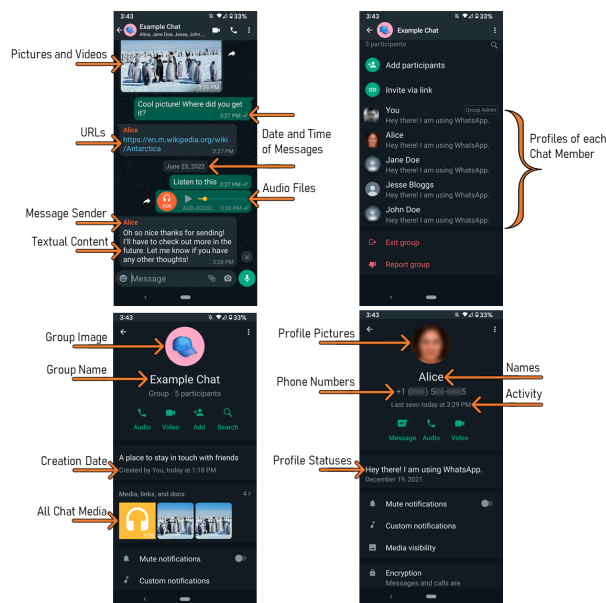 3:43
33%
Example Chat
Alice, Jane, Jesse, John ...
Pictures and Videos
3:26 PM
Cool picture! Where did you get
it?
3:27 PM
Date and Time
of Messages
URLs
Alice
https://en.m.wikipedia.org/wiki
/Antarctica
3:27 PM
June 23, 2022
Listen to this 3:27 PM
Audio Files
3:04
AUD-20220... 3:28 PM
Message Sender
Alice
Textual Content
Oh so nice thanks for sending!
I'll have to check out more in the
future. Let me know if you have
any other thoughts!
3:28 PM
Message
3:43
33%
Example Chat
5 participants
Add participants
Invite via link
You
Group Admin
Hey there! I am using WhatsApp.
Alice
Hey there! I am using WhatsApp.
Jane Doe
Hey there! I am using WhatsApp.
Jesse Bloggs
Hey there! I am using WhatsApp.
John Doe
Hey there! I am using WhatsApp.
Profiles of each
Chat Member
Exit group
Report group
3:43
33%
Group Image
Group Name
Example Chat
Group · 5 participants
Audio Video Add Search
A place to stay in touch with friends
Creation Date
Created by You, today at 1:18 PM
Media, links, and docs
4 >
All Chat Media
3:04
Mute notifications
Custom notifications
3:43
33%
Profile Pictures
Alice
Names
Phone Numbers
+1 ( ) 5 - 5
Last seen today at 3:29 PM
Activity
Message Audio Video
Profile Statuses
Hey there! I am using WhatsApp.
December 19, 2021
Mute notifications
Custom notifications
Media visibility
Encryption
Messages and calls are